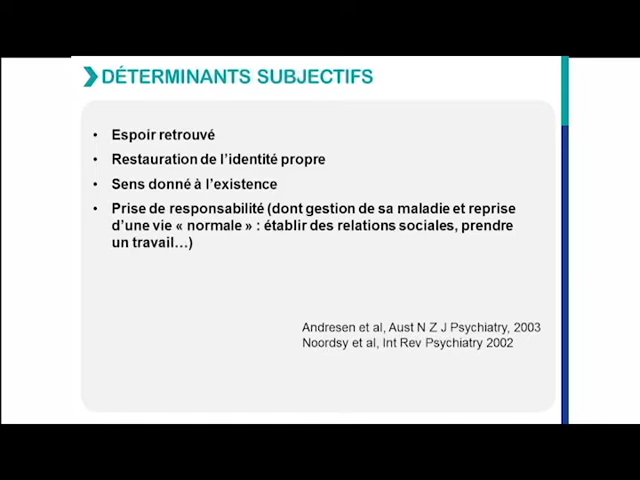 DÉTERMINANTS SUBJECTIFS
• Espoir retrouvé
• Restauration de l'identité propre
• Sens donné à l'existence
• Prise de responsabilité (dont gestion de sa maladie et reprise
d'une vie « normale » : établir des relations sociales, prendre
un travail…)
Andresen et al, Aust N Z J Psychiatry, 2003
Noordsy et al, Int Rev Psychiatry 2002